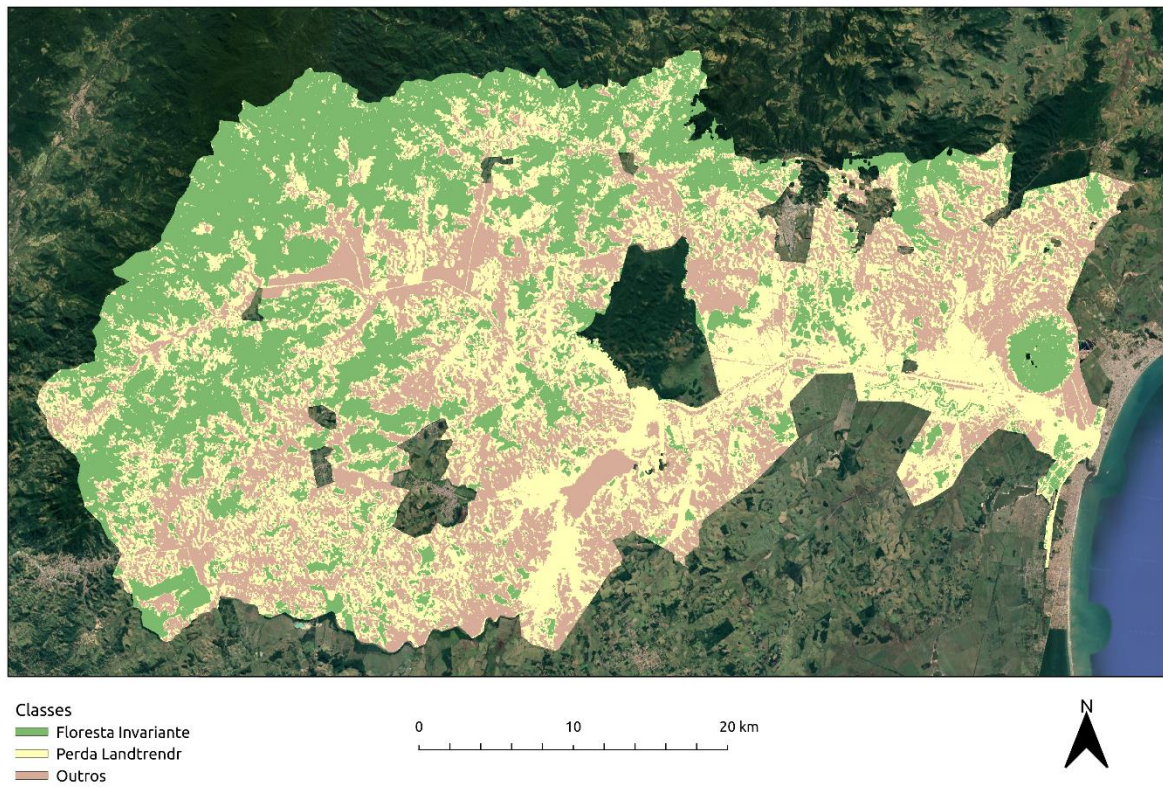 Classes
Floresta Invariante
Perda Landtrendr
Outros
0 10 20 km
N